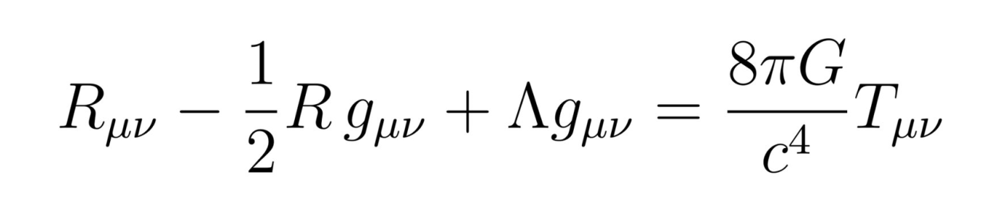 R_{\mu\nu} - \frac{1}{2} R \, g_{\mu\nu} + \Lambda g_{\mu\nu} = \frac{8 \pi G}{c^4} T_{\mu\nu}